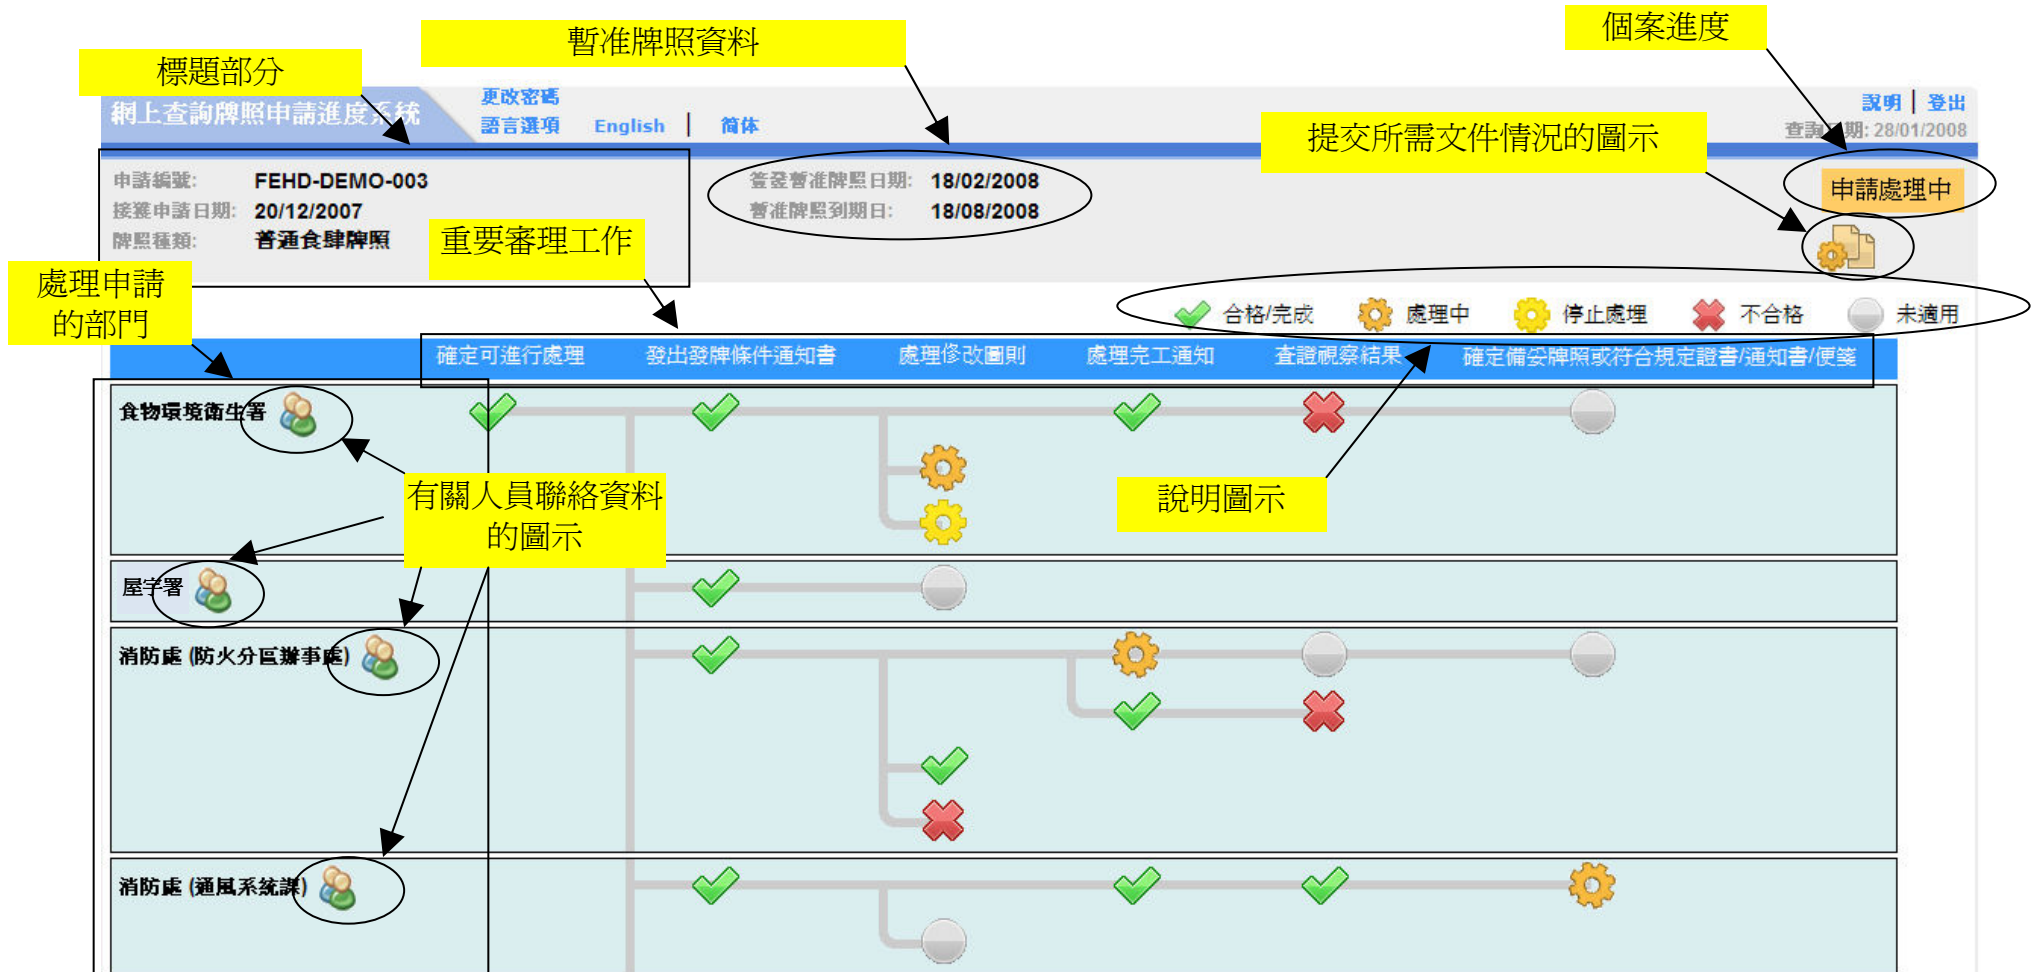 個案進度
暫准牌照資料
標題部分
更改密碼
網上查詢牌照申請進度系統
語言選項 English | 简体
說明 | 登出
查詢日期: 28/01/2008
提交所需文件情況的圖示
申請編號: FEHD-DEMO-003
簽發暫准牌照日期: 18/02/2008
申請處理中
接獲申請日期: 20/12/2007
暫准牌照到期日: 18/08/2008
牌照種類: 普通食肆牌照
重要審理工作
處理申請
的部門
合格/完成 處理中 停止處理 不合格 未適用
確定可進行處理 發出發牌條件通知書 處理修改圖則 處理完工通知 查證視察結果 確定備妥牌照或符合規定證書/通知書/便箋
食物環境衞生署
有關人員聯絡資料
的圖示
說明圖示
屋宇署
消防處 (防火分區辦事處)
消防處 (通風系統課)